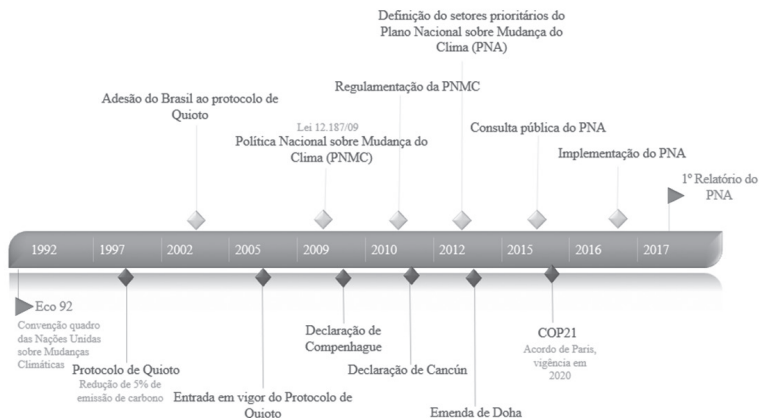 Definição do setores prioritários do
Plano Nacional sobre Mudança do
Clima (PNA)
Regulamentação da PNMC
Adesão do Brasil ao protocolo de
Quioto
Lei 12.187/09
Política Nacional sobre Mudança do
Clima (PNMC)
Consulta pública do PNA
Implementação do PNA
1º Relatório do
PNA
1992 1997 2002 2005 2009 2010 2012 2015 2016 2017
Eco 92
Convenção quadro
das Nações Unidas
sobre Mudanças
Climáticas
Protocolo de Quioto
Redução de 5% de
emissão de carbono
Entrada em vigor do Protocolo de
Quioto
Declaração de
Compenhague
Declaração de Cancún
Emenda de Doha
COP21
Acordo de Paris,
vigência em
2020